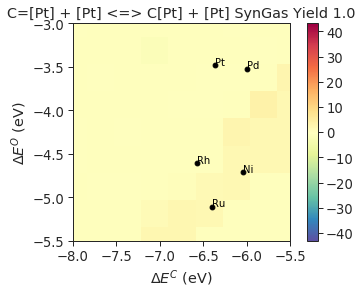 C=[Pt] + [Pt] <=> C[Pt] + [Pt] SynGas Yield 1.0
−3.0
−3.5
−4.0
−4.5
−5.0
−5.5
ΔE^O (eV)
Pt
Pd
Rh
Ni
Ru
−8.0 −7.5 −7.0 −6.5 −6.0 −5.5
ΔE^C (eV)
40
30
20
10
0
−10
−20
−30
−40